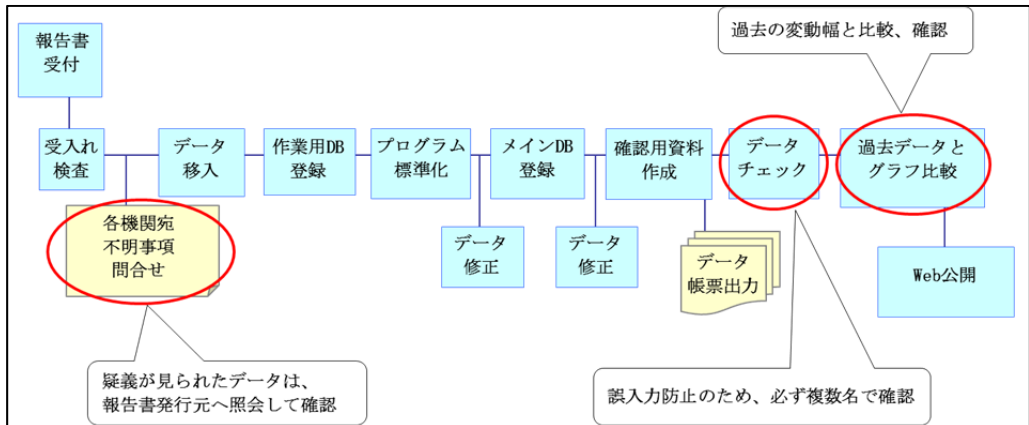 報告書
受付
過去の変動幅と比較、確認
受入れ
検査
データ
移入
作業用DB
登録
プログラム
標準化
メインDB
登録
確認用資料
作成
データ
チェック
過去データと
グラフ比較
各機関宛
不明事項
問合せ
データ
修正
データ
修正
データ
帳票出力
Web公開
疑義が見られたデータは、
報告書発行元へ照会して確認
誤入力防止のため、必ず複数名で確認